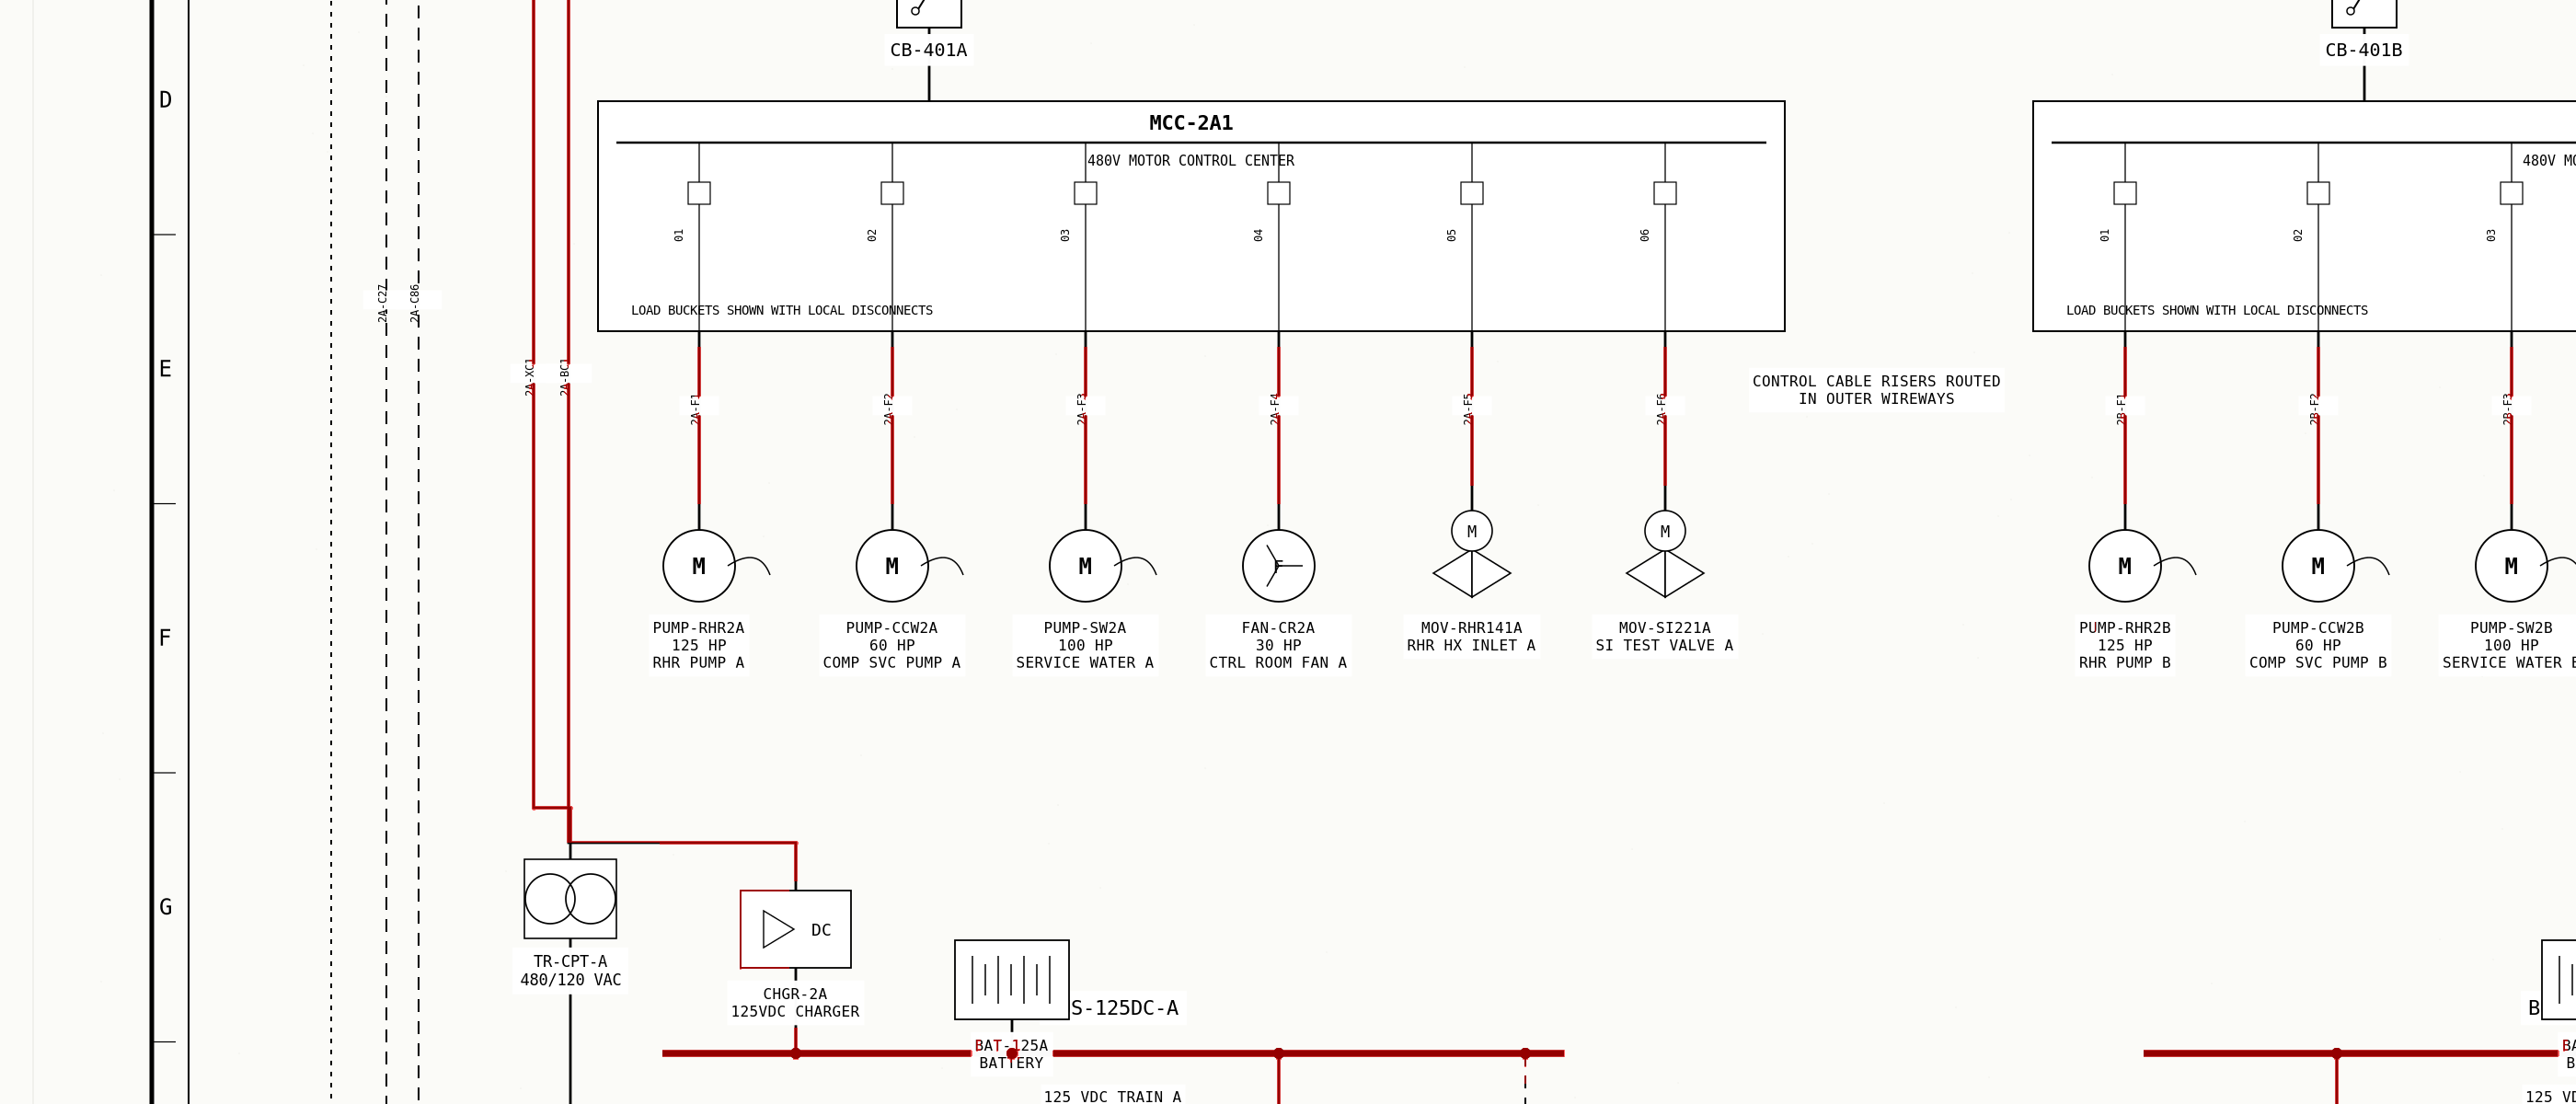 CB-401A
CB-401B
D
MCC-2A1
480V MOTOR CONTROL CENTER
480V MO
01
02
03
04
05
06
01
02
03
2A-C27
2A-C86
LOAD BUCKETS SHOWN WITH LOCAL DISCONNECTS
LOAD BUCKETS SHOWN WITH LOCAL DISCONNECTS
E
2A-XC1
2A-BC1
CONTROL CABLE RISERS ROUTED
IN OUTER WIREWAYS
2A-F1
2A-F2
2A-F3
2A-F4
2A-F5
2A-F6
2B-F1
2B-F2
2B-F3
M
M
M
F
M
M
M
M
M
F
PUMP-RHR2A
125 HP
RHR PUMP A
PUMP-CCW2A
60 HP
COMP SVC PUMP A
PUMP-SW2A
100 HP
SERVICE WATER A
FAN-CR2A
30 HP
CTRL ROOM FAN A
MOV-RHR141A
RHR HX INLET A
MOV-SI221A
SI TEST VALVE A
PUMP-RHR2B
125 HP
RHR PUMP B
PUMP-CCW2B
60 HP
COMP SVC PUMP B
PUMP-SW2B
100 HP
SERVICE WATER B
G
DC
TR-CPT-A
480/120 VAC
CHGR-2A
125VDC CHARGER
S-125DC-A
B
BAT-125A
BATTERY
BA
B
125 VDC TRAIN A
125 VD